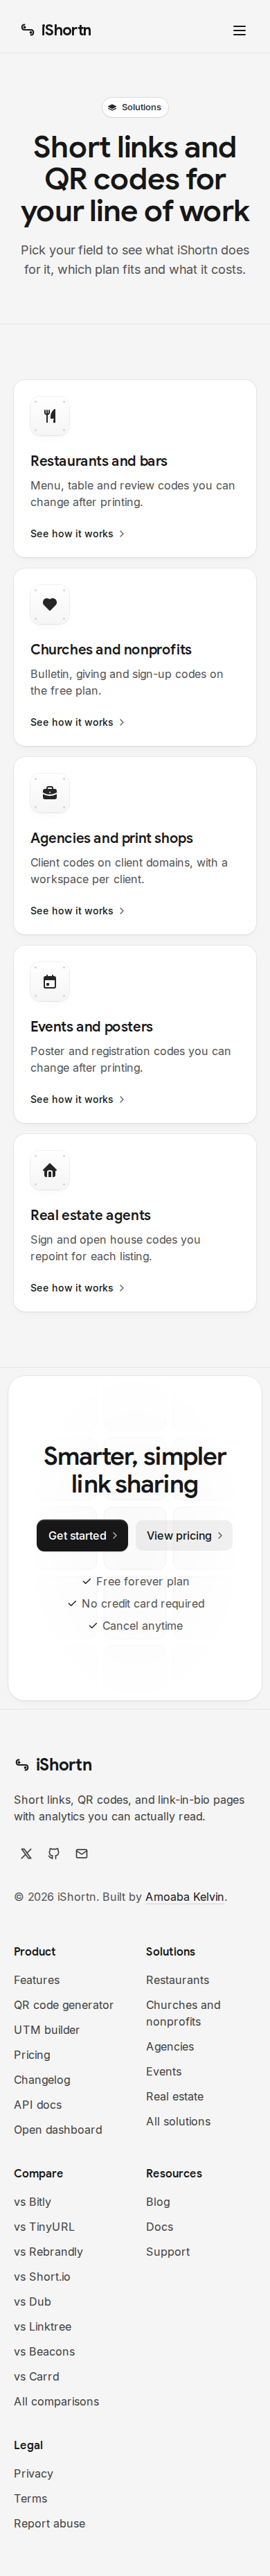 iShortn
Solutions
Short links and
QR codes for
your line of work
Pick your field to see what iShortn does
for it, which plan fits and what it costs.
Restaurants and bars
Menu, table and review codes you can
change after printing.
See how it works
Churches and nonprofits
Bulletin, giving and sign-up codes on
the free plan.
See how it works
Agencies and print shops
Client codes on client domains, with a
workspace per client.
See how it works
Events and posters
Poster and registration codes you can
change after printing.
See how it works
Real estate agents
Sign and open house codes you
repoint for each listing.
See how it works
Smarter, simpler
link sharing
Get started
View pricing
Free forever plan
No credit card required
Cancel anytime
iShortn
Short links, QR codes, and link-in-bio pages
with analytics you can actually read.
© 2026 iShortn. Built by Amoaba Kelvin.
Product
Features
QR code generator
UTM builder
Pricing
Changelog
API docs
Open dashboard
Solutions
Restaurants
Churches and
nonprofits
Agencies
Events
Real estate
All solutions
Compare
vs Bitly
vs TinyURL
vs Rebrandly
vs Short.io
vs Dub
vs Linktree
vs Beacons
vs Carrd
All comparisons
Resources
Blog
Docs
Support
Legal
Privacy
Terms
Report abuse